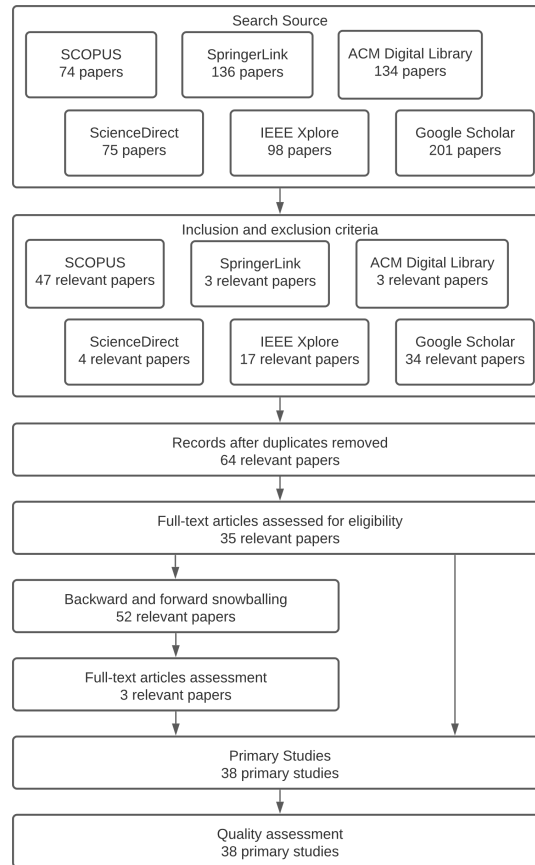 Search Source
SCOPUS
74 papers
SpringerLink
136 papers
ACM Digital Library
134 papers
ScienceDirect
75 papers
IEEE Xplore
98 papers
Google Scholar
201 papers
Inclusion and exclusion criteria
SCOPUS
47 relevant papers
SpringerLink
3 relevant papers
ACM Digital Library
3 relevant papers
ScienceDirect
4 relevant papers
IEEE Xplore
17 relevant papers
Google Scholar
34 relevant papers
Records after duplicates removed
64 relevant papers
Full-text articles assessed for eligibility
35 relevant papers
Backward and forward snowballing
52 relevant papers
Full-text articles assessment
3 relevant papers
Primary Studies
38 primary studies
Quality assessment
38 primary studies